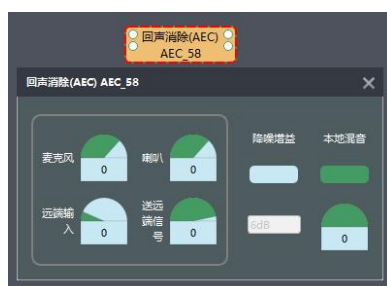 回声消除(AEC)
AEC_58
回声消除(AEC) AEC_58
麦克风
0
喇叭
0
降噪增益
本地混音
远端输
入
0
送远
端信
号
0
6dB
0